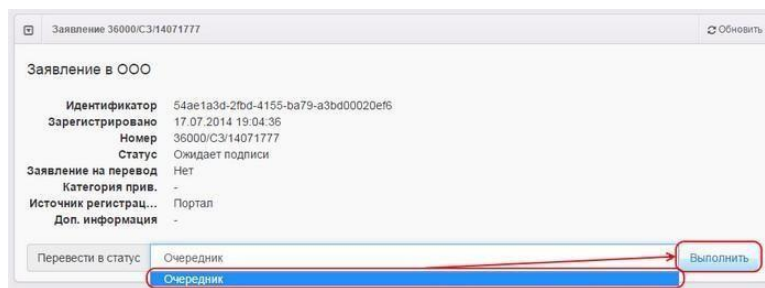 Заявление 36000/СЗ/14071777 Обновить
Заявление в ООО
Идентификатор 54ae1a3d-2fbd-4155-ba79-a3bd00020ef6
Зарегистрировано 17.07.2014 19:04:36
Номер 36000/СЗ/14071777
Статус Ожидает подписи
Заявление на перевод Нет
Категория прив. -
Источник регистрац... Портал
Доп. информация -
Перевести в статус Очередник Выполнить
Очередник